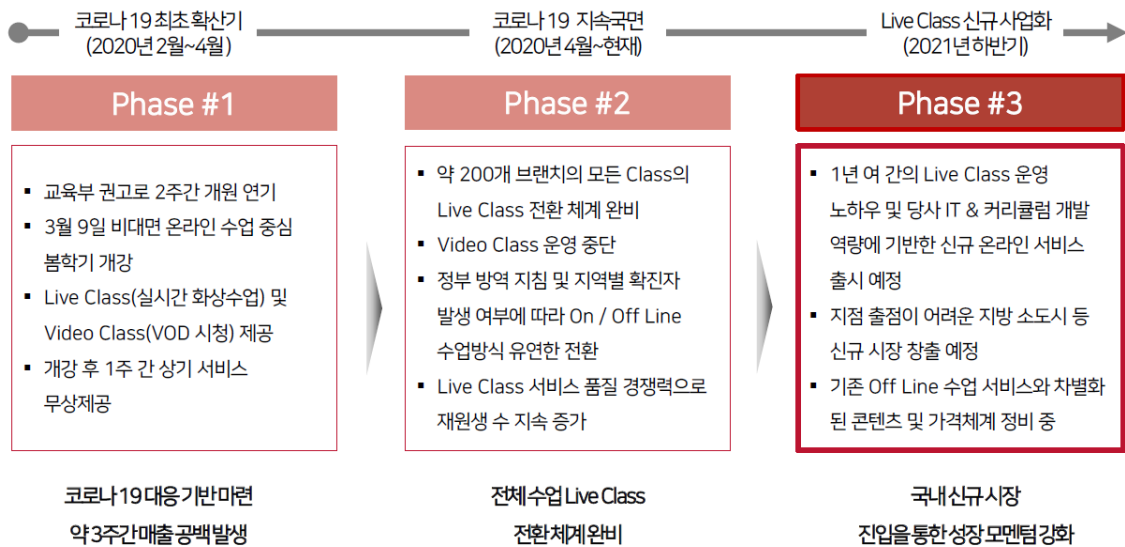 코로나 19 최초 확산기
(2020년 2월~4월)
코로나 19 지속국면
(2020년 4월~현재)
Live Class 신규 사업화
(2021년 하반기)
Phase #1
Phase #2
Phase #3
▪ 교육부 권고로 2주간 개원 연기
▪ 3월 9일 비대면 온라인 수업 중심
봄학기 개강
▪ Live Class(실시간 화상수업) 및
Video Class(VOD 시청) 제공
▪ 개강 후 1주 간 상기 서비스
무상제공
▪ 약 200개 브랜치의 모든 Class의
Live Class 전환 체계 완비
▪ Video Class 운영 중단
▪ 정부 방역 지침 및 지역별 확진자
발생 여부에 따라 On / Off Line
수업방식 유연한 전환
▪ Live Class 서비스 품질 경쟁력으로
재원생 수 지속 증가
▪ 1년 여 간의 Live Class 운영
노하우 및 당사 IT & 커리큘럼 개발
역량에 기반한 신규 온라인 서비스
출시 예정
▪ 지점 출점이 어려운 지방 소도시 등
신규 시장 창출 예정
▪ 기존 Off Line 수업 서비스와 차별화
된 콘텐츠 및 가격체계 정비 중
코로나 19 대응 기반 마련
약 3주간 매출 공백 발생
전체 수업 Live Class
전환 체계 완비
국내 신규 시장
진입을 통한 성장 모멘텀 강화